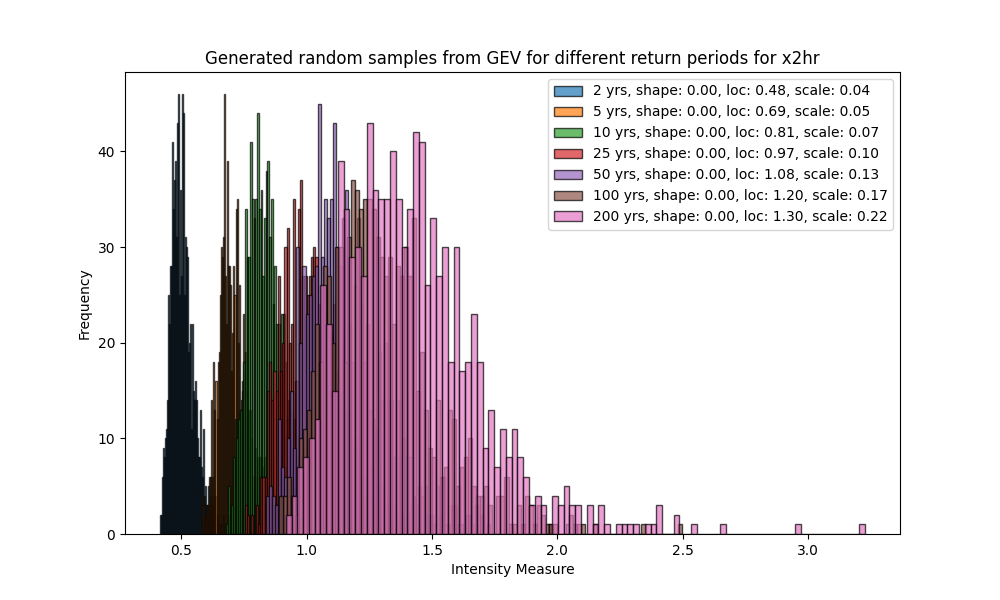 Generated random samples from GEV for different return periods for x2hr
2 yrs, shape: 0.00, loc: 0.48, scale: 0.04
5 yrs, shape: 0.00, loc: 0.69, scale: 0.05
10 yrs, shape: 0.00, loc: 0.81, scale: 0.07
25 yrs, shape: 0.00, loc: 0.97, scale: 0.10
50 yrs, shape: 0.00, loc: 1.08, scale: 0.13
100 yrs, shape: 0.00, loc: 1.20, scale: 0.17
200 yrs, shape: 0.00, loc: 1.30, scale: 0.22
Frequency
40
30
20
10
0
0.5 1.0 1.5 2.0 2.5 3.0
Intensity Measure